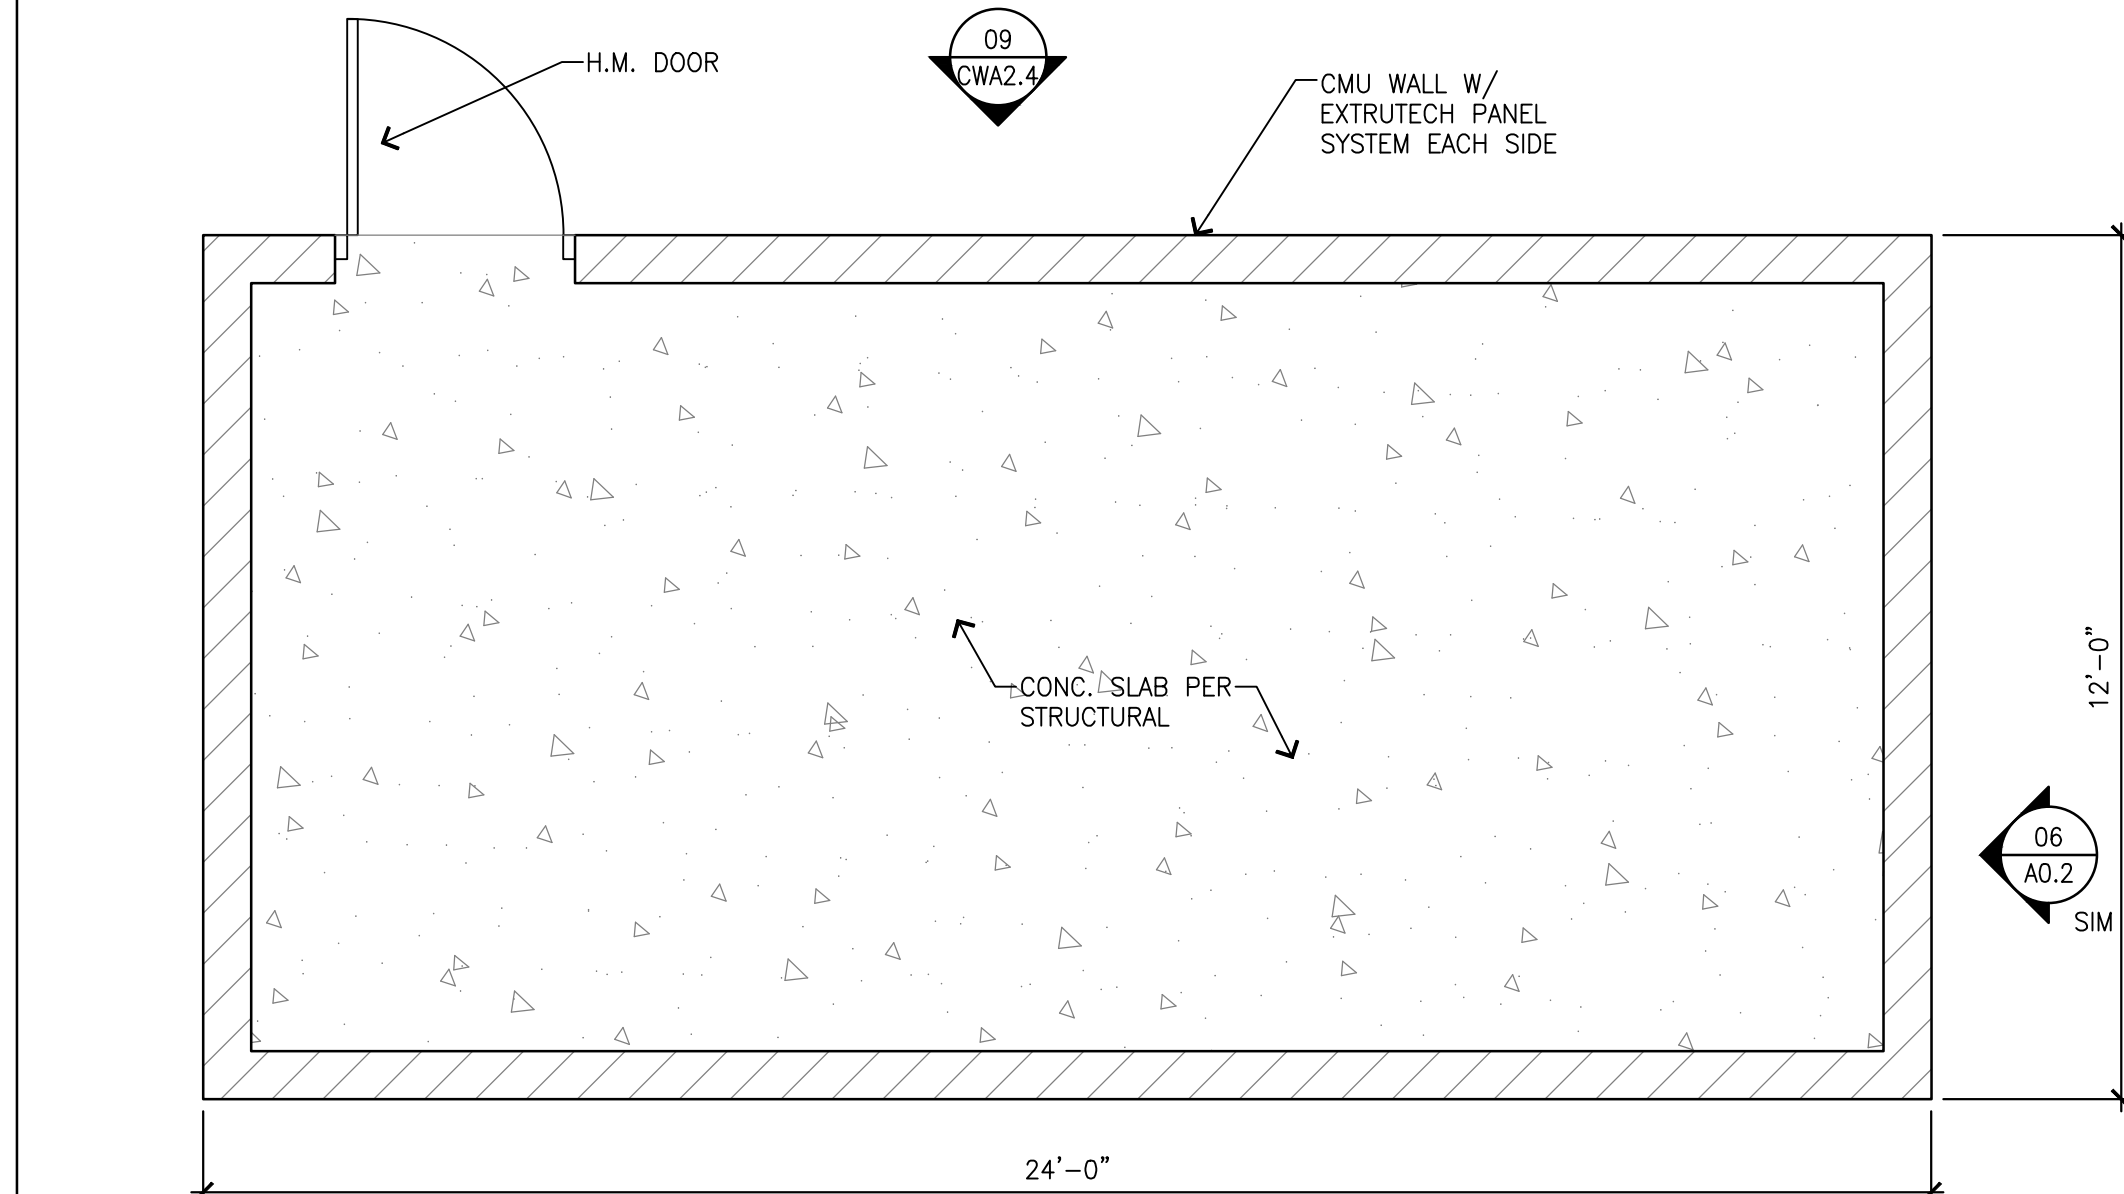 H.M. DOOR
09
CWA2.4
CMU WALL W/
EXTRUTECH PANEL
SYSTEM EACH SIDE
CONC. SLAB PER
STRUCTURAL
12'-0"
06
A0.2
SIM
24'-0"